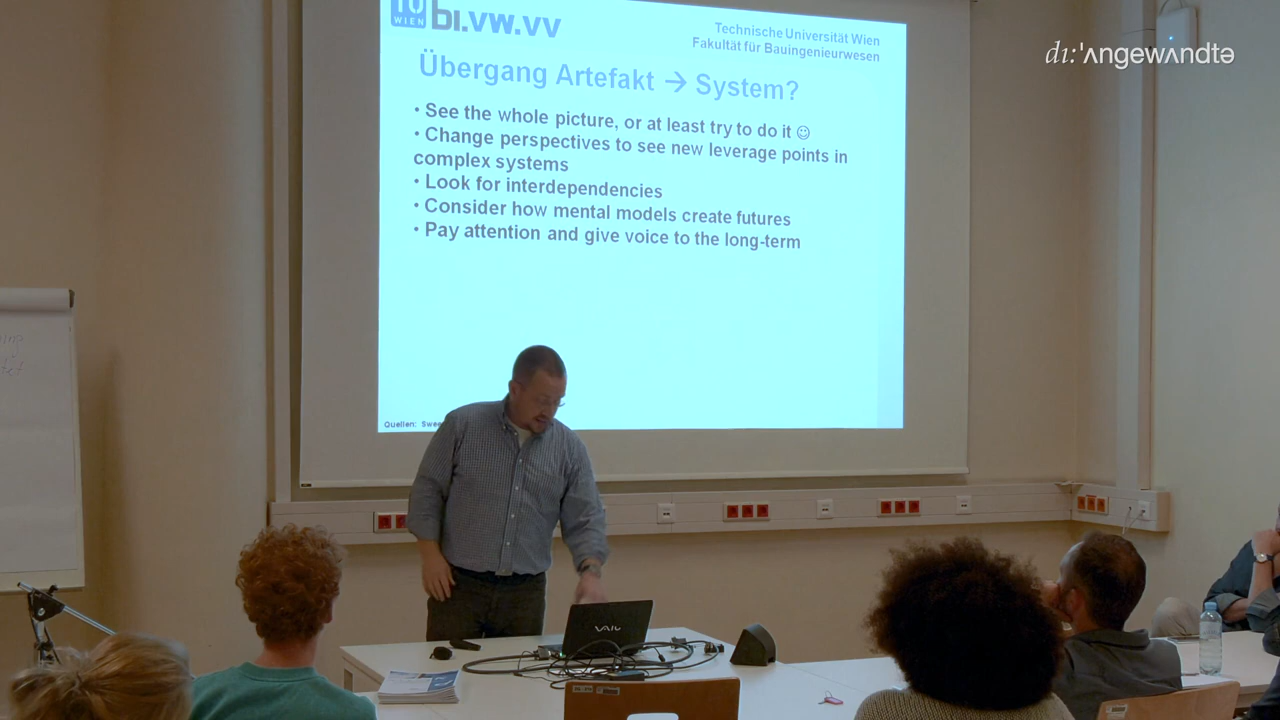 TU
WIEN
bi.vw.vv
Technische Universität Wien
Fakultät für Bauingenieurwesen
dı:'ʌngewʌndtə
Übergang Artefakt → System?
• See the whole picture, or at least try to do it ☺
• Change perspectives to see new leverage points in
complex systems
• Look for interdependencies
• Consider how mental models create futures
• Pay attention and give voice to the long-term
Quellen:
VAIO